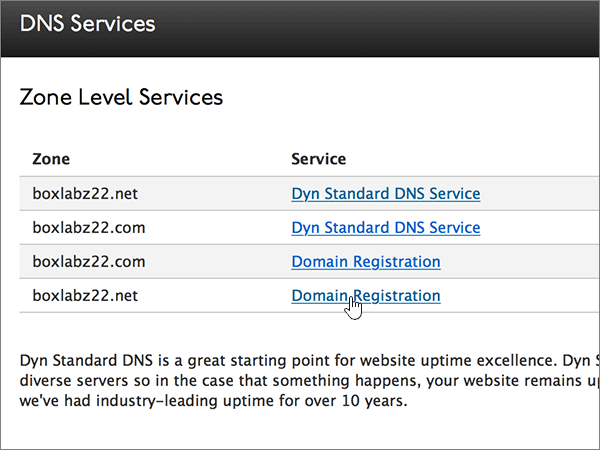 DNS Services
Zone Level Services
Zone Service
boxlabz22.net Dyn Standard DNS Service
boxlabz22.com Dyn Standard DNS Service
boxlabz22.com Domain Registration
boxlabz22.net Domain Registration
Dyn Standard DNS is a great starting point for website uptime excellence. Dyn S
diverse servers so in the case that something happens, your website remains u
we've had industry-leading uptime for over 10 years.